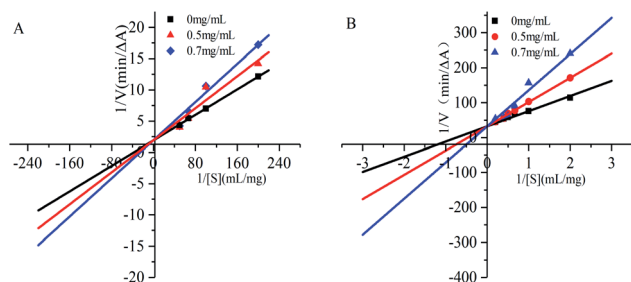 A
0mg/mL
0.5mg/mL
0.7mg/mL
1/V(min/ΔA)
25
20
15
10
5
-5
-10
-15
-20
-240 -160 -80 0 80 160 240
1/[S](mL/mg)
B
0mg/mL
0.5mg/mL
0.7mg/mL
1/V (min/ΔA)
400
300
200
100
-100
-200
-300
-400
-3 -2 -1 0 1 2 3
1/[S](mL/mg)